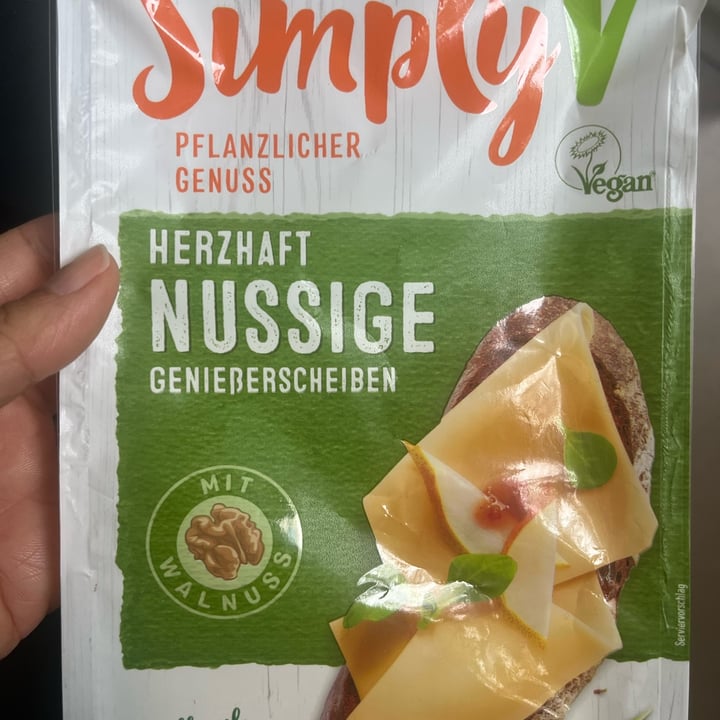 Simply V
PFLANZLICHER
GENUSS
Vegan
HERZHAFT
NUSSIGE
GENIEßERSCHEIBEN
MIT
WALNUSS
Serviervorschlag